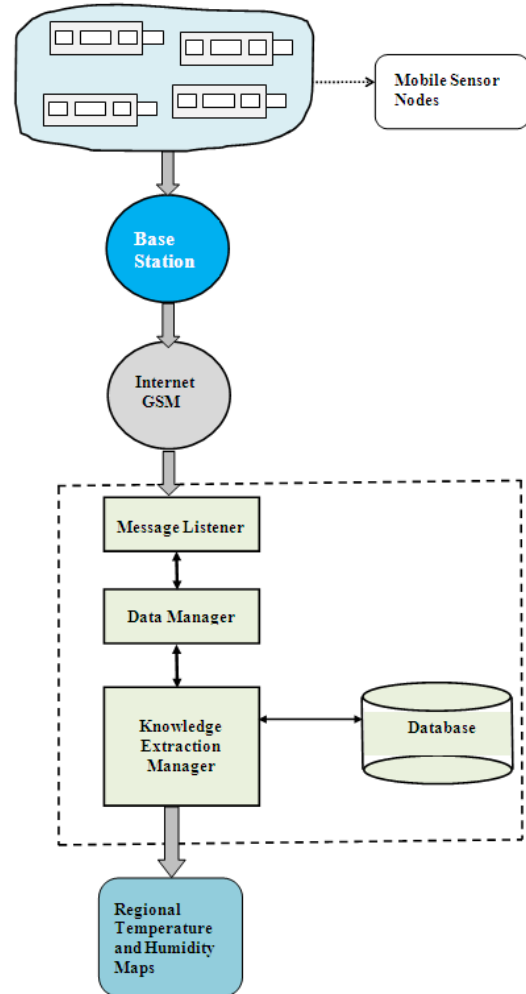 Mobile Sensor
Nodes
Base
Station
Internet
GSM
Message Listener
Data Manager
Knowledge
Extraction
Manager
Database
Regional
Temperature
and Humidity
Maps